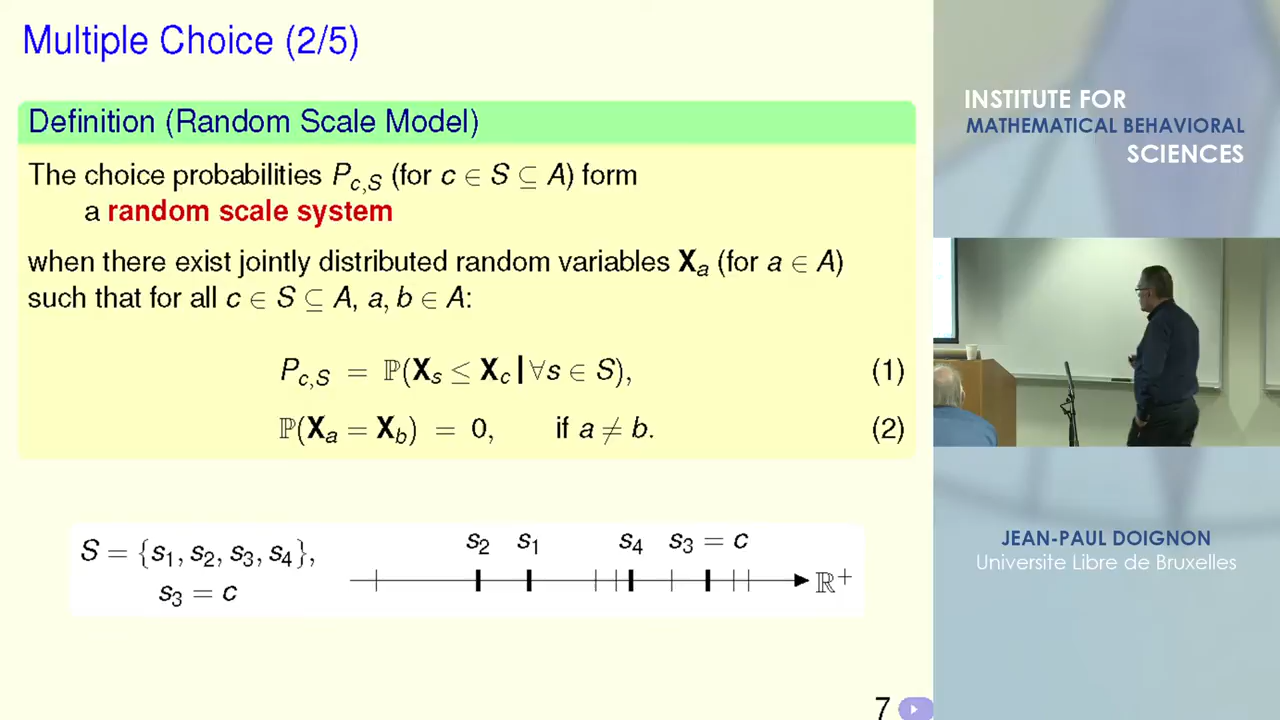 Multiple Choice (2/5)
Definition (Random Scale Model)
The choice probabilities P_{c,S} (for c ∈ S ⊆ A) form
a random scale system
when there exist jointly distributed random variables X_a (for a ∈ A)
such that for all c ∈ S ⊆ A, a, b ∈ A:
P_{c,S} = ℙ(X_s ≤ X_c | ∀s ∈ S), (1)
ℙ(X_a = X_b) = 0, if a ≠ b. (2)
S = {s_1, s_2, s_3, s_4},
s_3 = c
s_2 s_1 s_4 s_3 = c
ℝ^+
7
INSTITUTE FOR
MATHEMATICAL BEHAVIORAL
SCIENCES
JEAN-PAUL DOIGNON
Universite Libre de Bruxelles